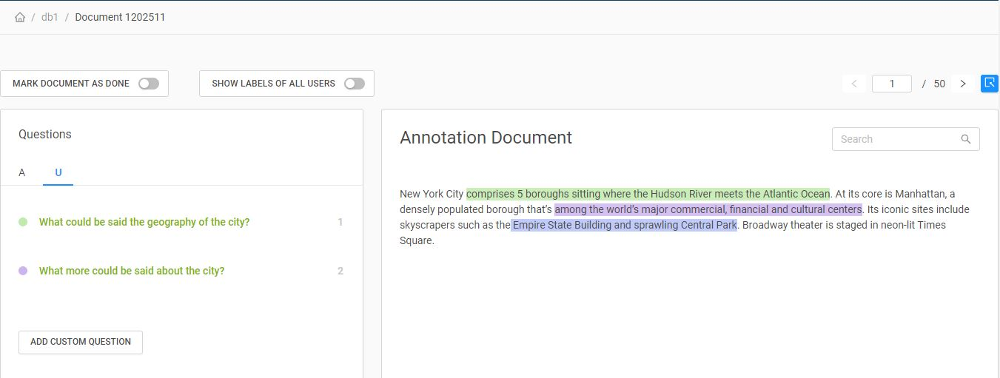 / db1 / Document 1202511
MARK DOCUMENT AS DONE
SHOW LABELS OF ALL USERS
< 1 / 50 >
Questions
A U
What could be said the geography of the city? 1
What more could be said about the city? 2
ADD CUSTOM QUESTION
Annotation Document
Search
New York City comprises 5 boroughs sitting where the Hudson River meets the Atlantic Ocean. At its core is Manhattan, a
densely populated borough that’s among the world’s major commercial, financial and cultural centers. Its iconic sites include
skyscrapers such as the Empire State Building and sprawling Central Park. Broadway theater is staged in neon-lit Times
Square.